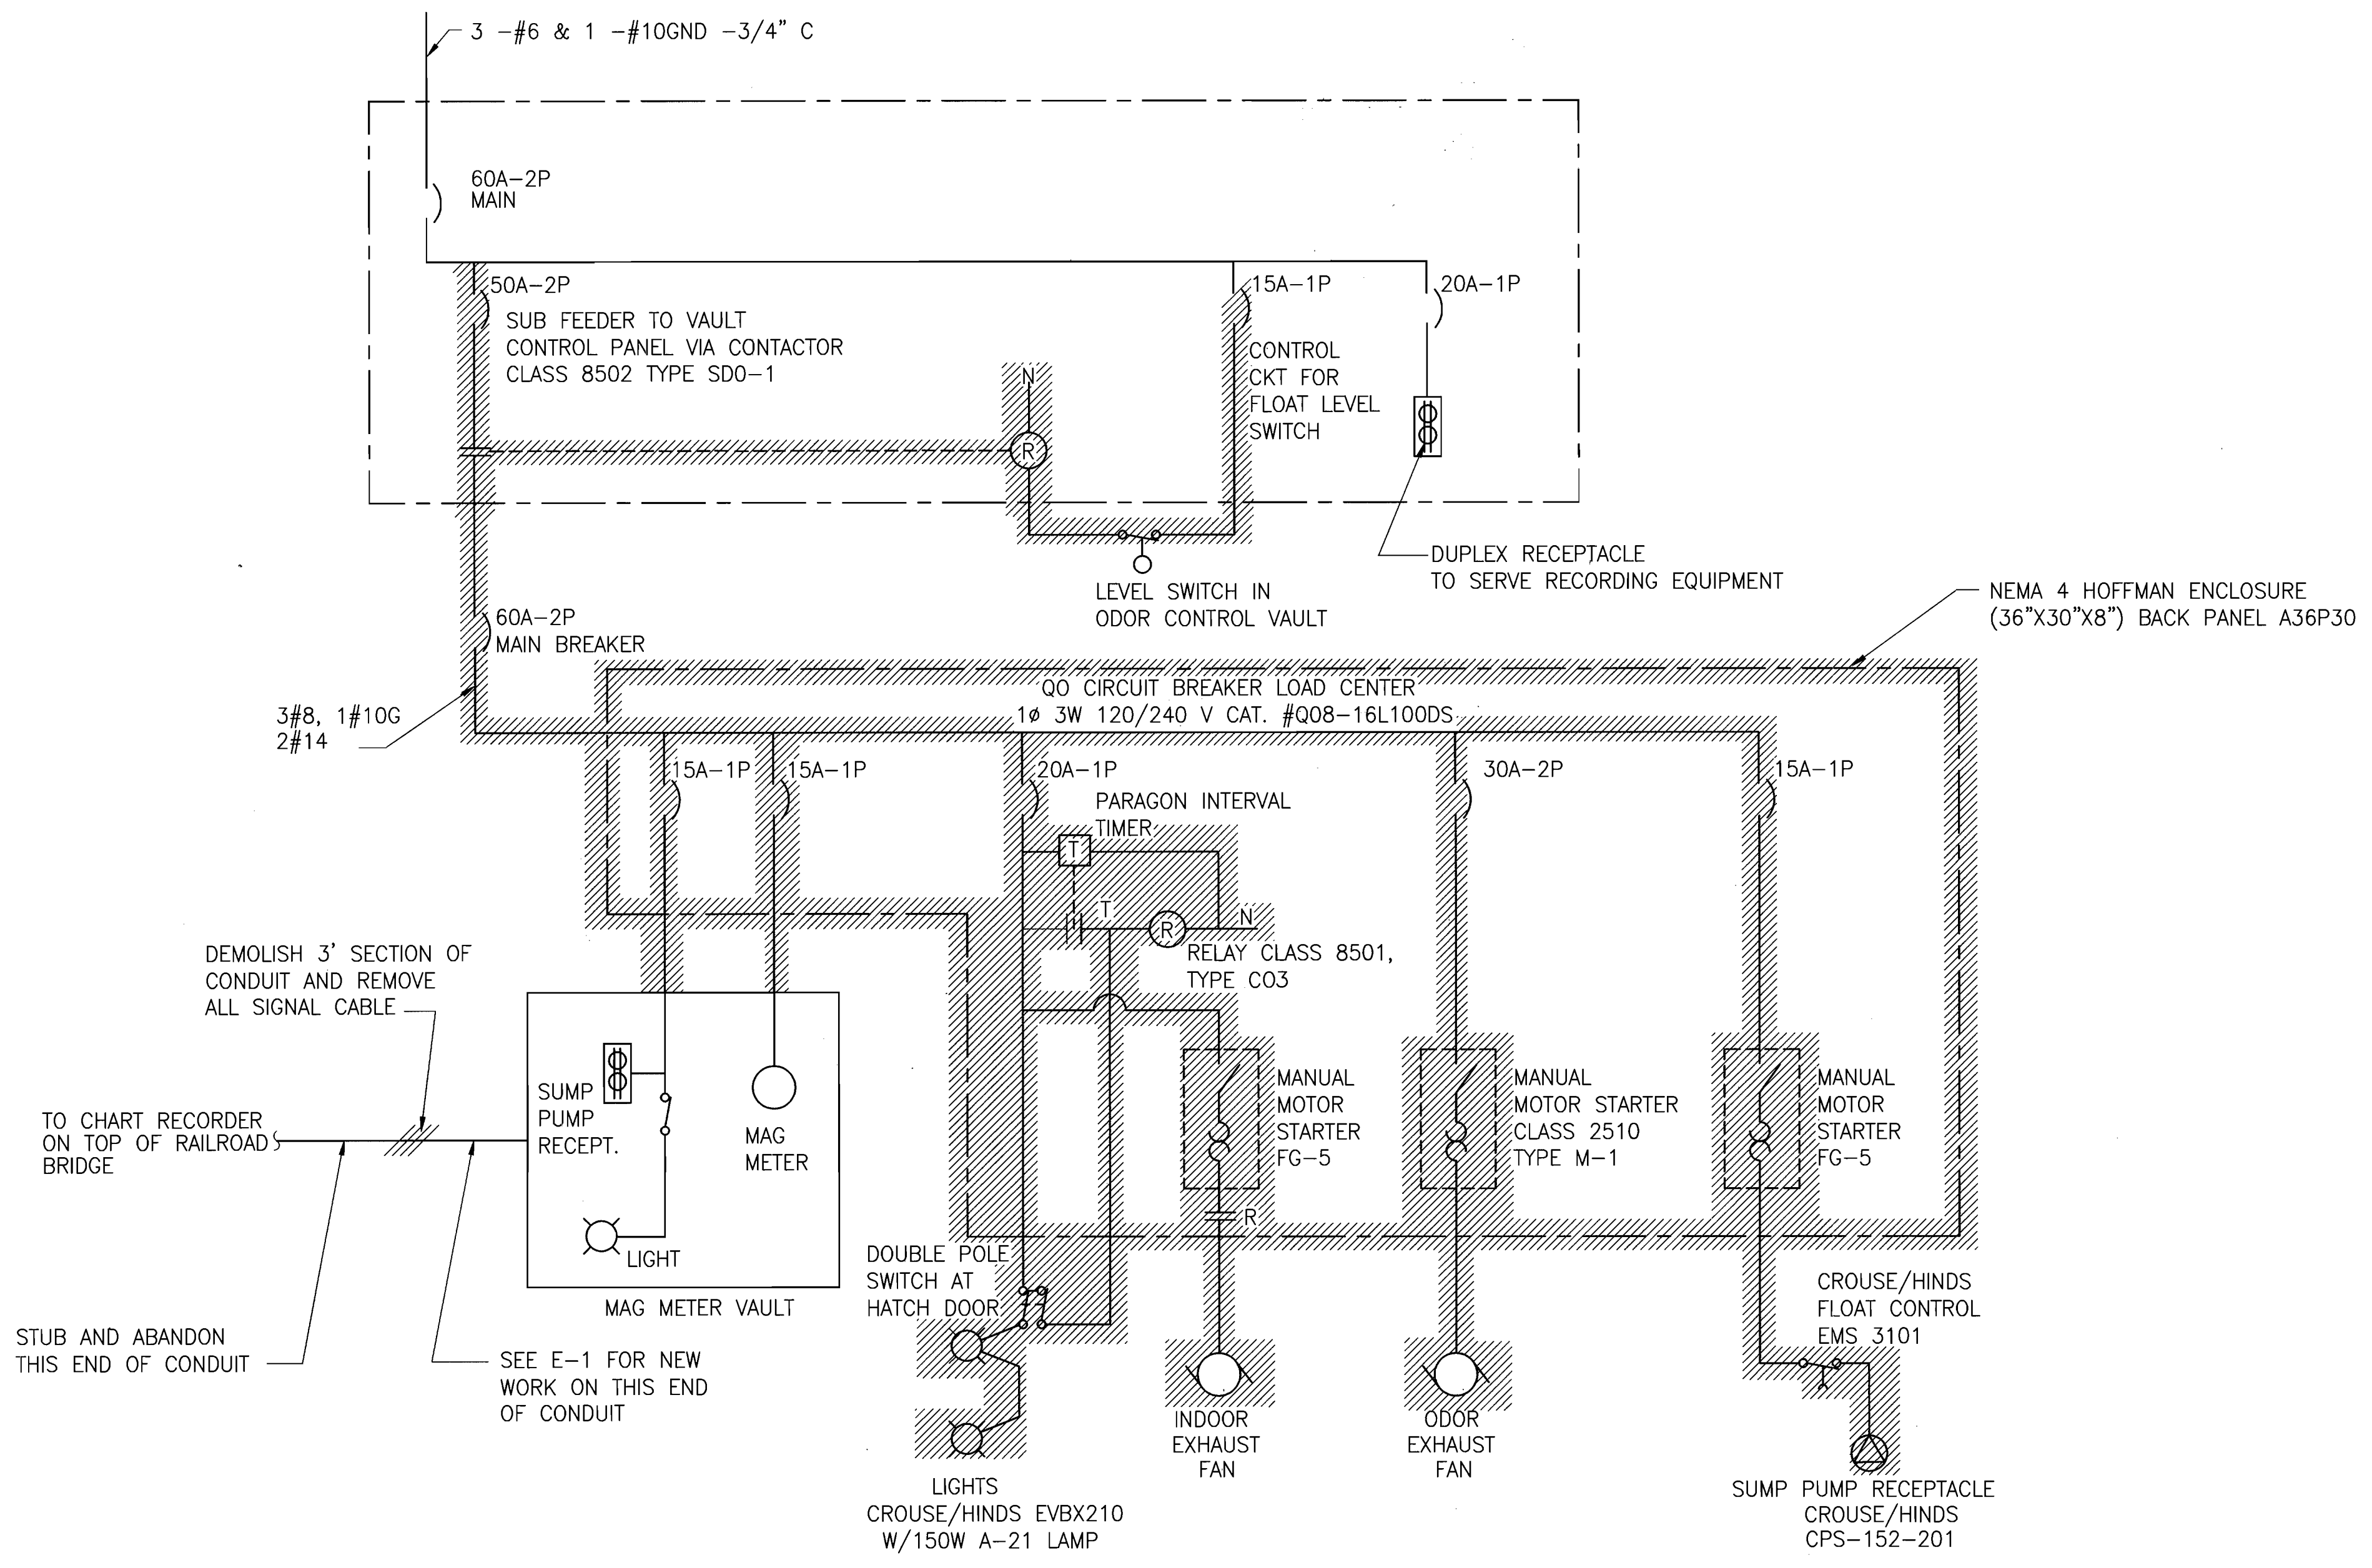 3 -#6 & 1 -#10GND -3/4" C
60A-2P
MAIN
50A-2P
SUB FEEDER TO VAULT
CONTROL PANEL VIA CONTACTOR
CLASS 8502 TYPE SDO-1
N
R
15A-1P
CONTROL
CKT FOR
FLOAT LEVEL
SWITCH
20A-1P
DUPLEX RECEPTACLE
TO SERVE RECORDING EQUIPMENT
LEVEL SWITCH IN
ODOR CONTROL VAULT
NEMA 4 HOFFMAN ENCLOSURE
(36"X30"X8") BACK PANEL A36P30
60A-2P
MAIN BREAKER
3#8, 1#10G
2#14
QO CIRCUIT BREAKER LOAD CENTER
1ø 3W 120/240 V CAT. #Q08-16L100DS
15A-1P
15A-1P
20A-1P
30A-2P
15A-1P
PARAGON INTERVAL
TIMER
T
T
R
N
RELAY CLASS 8501,
TYPE CO3
DEMOLISH 3' SECTION OF
CONDUIT AND REMOVE
ALL SIGNAL CABLE
TO CHART RECORDER
ON TOP OF RAILROAD
BRIDGE
SUMP
PUMP
RECEPT.
MAG
METER
LIGHT
MAG METER VAULT
STUB AND ABANDON
THIS END OF CONDUIT
SEE E-1 FOR NEW
WORK ON THIS END
OF CONDUIT
MANUAL
MOTOR
STARTER
FG-5
R
MANUAL
MOTOR STARTER
CLASS 2510
TYPE M-1
MANUAL
MOTOR
STARTER
FG-5
DOUBLE POLE
SWITCH AT
HATCH DOOR
CROUSE/HINDS
FLOAT CONTROL
EMS 3101
INDOOR
EXHAUST
FAN
ODOR
EXHAUST
FAN
LIGHTS
CROUSE/HINDS EVBX210
W/150W A-21 LAMP
SUMP PUMP RECEPTACLE
CROUSE/HINDS
CPS-152-201